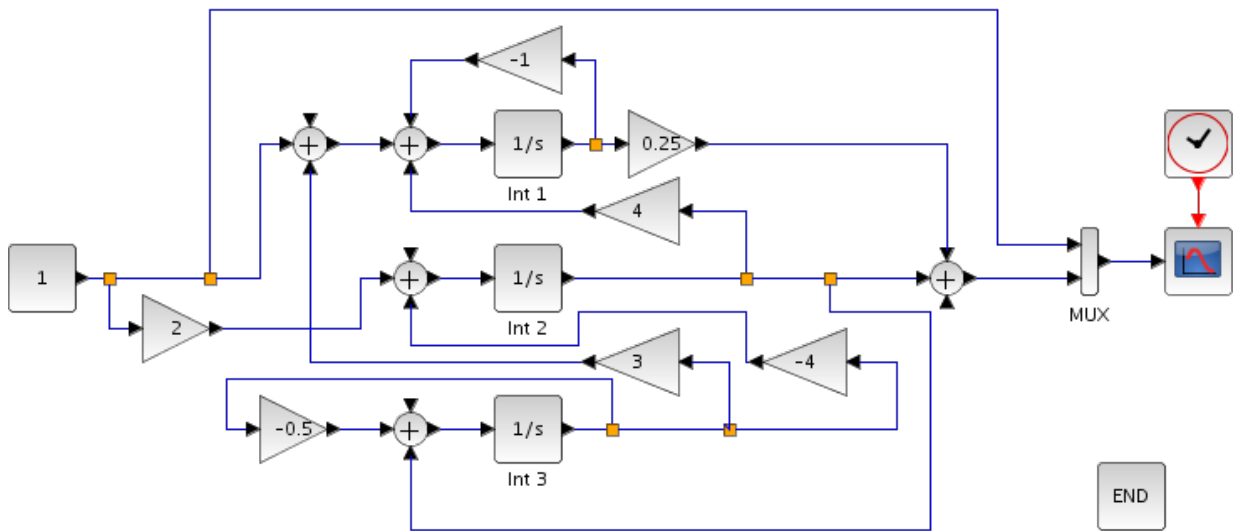 -1
+
+
1/s
0.25
Int 1
4
1
+
1/s
+
MUX
2
Int 2
3
-4
-0.5
+
1/s
Int 3
END